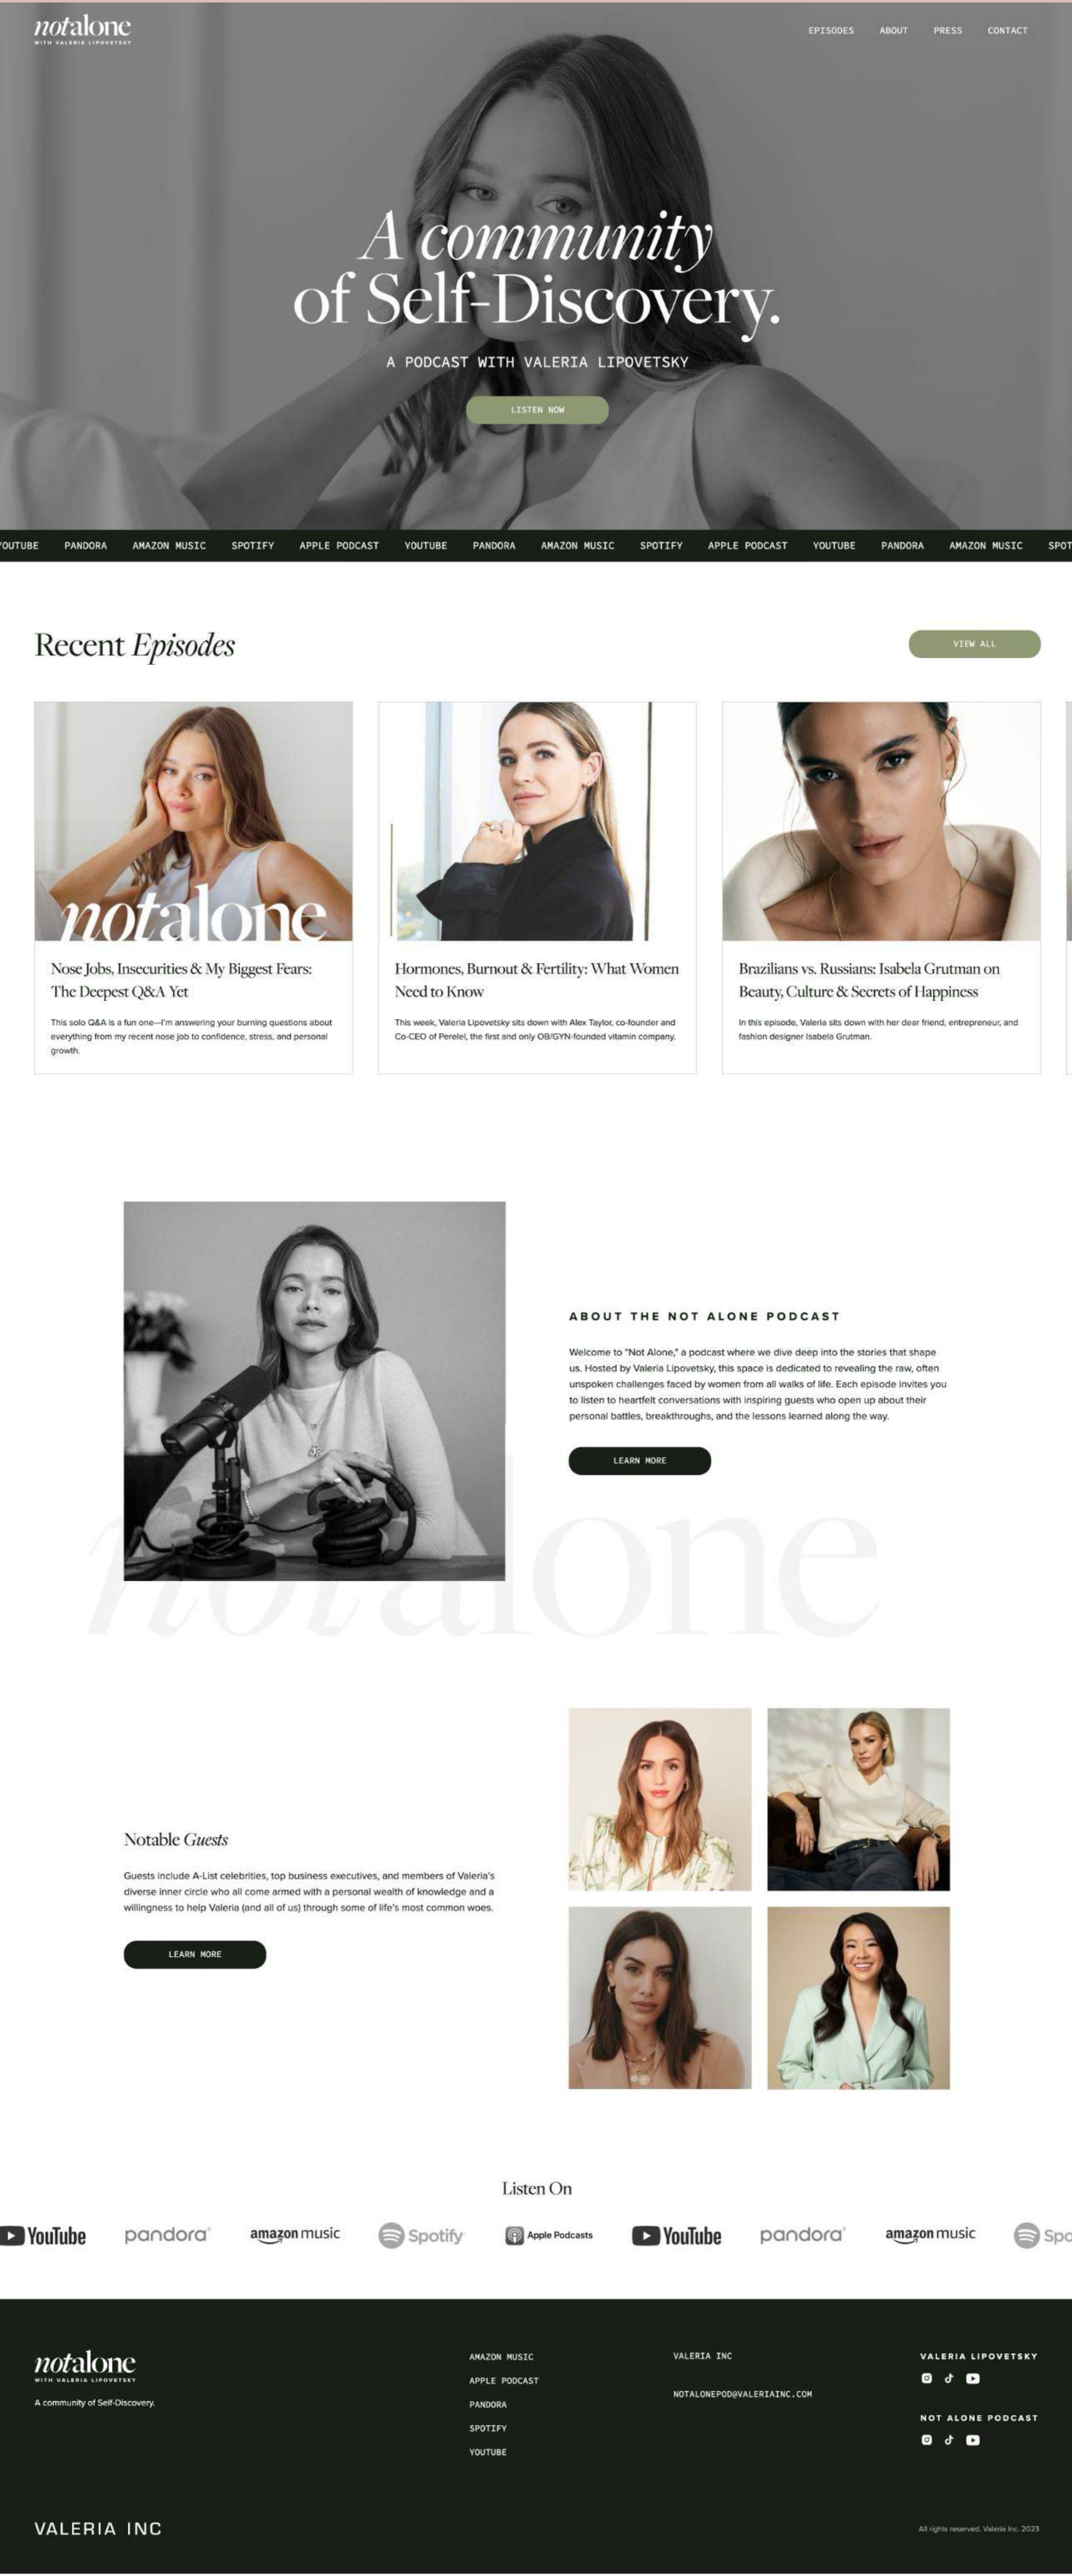 notalone
WITH VALERIA LIPOVETSKY
EPISODES ABOUT PRESS CONTACT
A community
of Self-Discovery.
A PODCAST WITH VALERIA LIPOVETSKY
LISTEN NOW
YOUTUBE PANDORA AMAZON MUSIC SPOTIFY APPLE PODCAST YOUTUBE PANDORA AMAZON MUSIC SPOTIFY APPLE PODCAST YOUTUBE PANDORA AMAZON MUSIC SPOT
Recent Episodes
VIEW ALL
notalone
Nose Jobs, Insecurities & My Biggest Fears:
The Deepest Q&A Yet
This solo Q&A is a fun one—I'm answering your burning questions about
everything from my recent nose job to confidence, stress, and personal
growth.
Hormones, Burnout & Fertility: What Women
Need to Know
This week, Valeria Lipovetsky sits down with Alex Taylor, co-founder and
Co-CEO of Perelel, the first and only OB/GYN-founded vitamin company.
Brazilians vs. Russians: Isabela Grutman on
Beauty, Culture & Secrets of Happiness
In this episode, Valeria sits down with her dear friend, entrepreneur, and
fashion designer Isabela Grutman.
ABOUT THE NOT ALONE PODCAST
Welcome to "Not Alone," a podcast where we dive deep into the stories that shape
us. Hosted by Valeria Lipovetsky, this space is dedicated to revealing the raw, often
unspoken challenges faced by women from all walks of life. Each episode invites you
to listen to heartfelt conversations with inspiring guests who open up about their
personal battles, breakthroughs, and the lessons learned along the way.
LEARN MORE
notalone
Notable Guests
Guests include A-List celebrities, top business executives, and members of Valeria's
diverse inner circle who all come armed with a personal wealth of knowledge and a
willingness to help Valeria (and all of us) through some of life's most common woes.
LEARN MORE
Listen On
YouTube pandora amazon music Spotify Apple Podcasts YouTube pandora amazon music Spo
notalone
WITH VALERIA LIPOVETSKY
A community of Self-Discovery.
AMAZON MUSIC
APPLE PODCAST
PANDORA
SPOTIFY
YOUTUBE
VALERIA INC
NOTALONEPOD@VALERIAINC.COM
VALERIA LIPOVETSKY
NOT ALONE PODCAST
VALERIA INC
All rights reserved. Valeria Inc. 2023